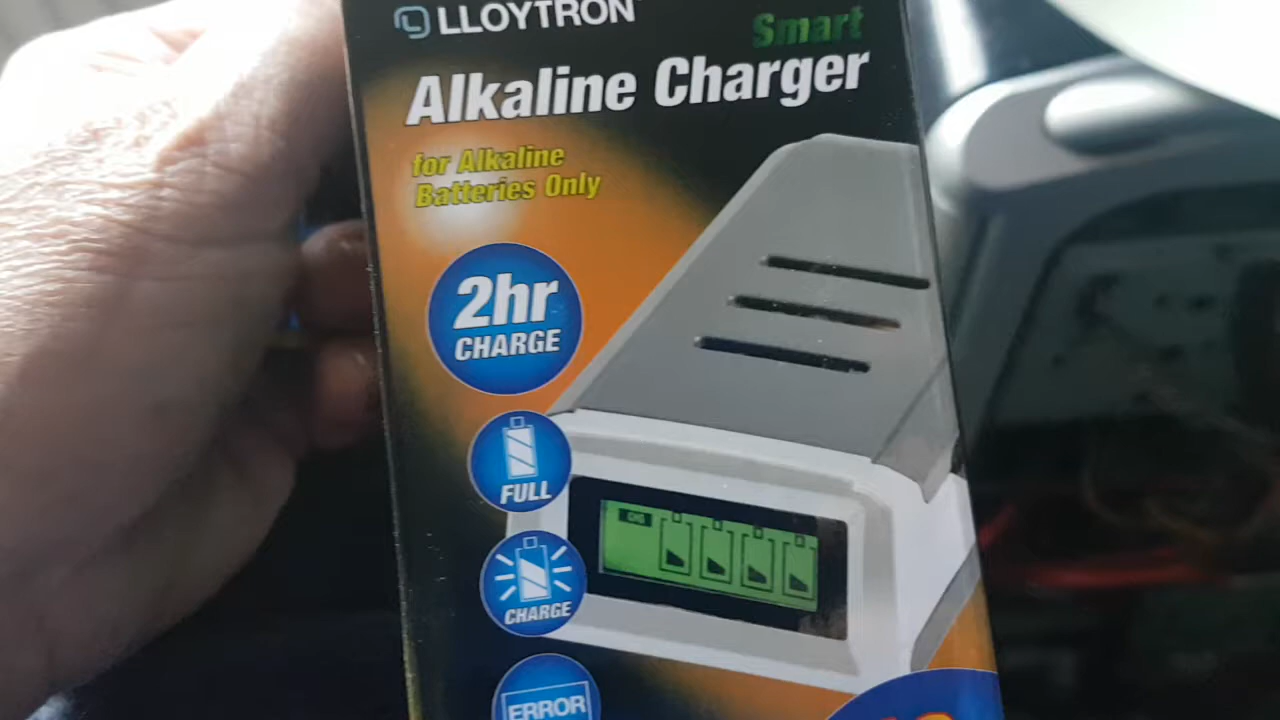 LLOYTRON
Smart
Alkaline Charger
for Alkaline
Batteries Only
2hr
CHARGE
FULL
CHARGE
ERROR